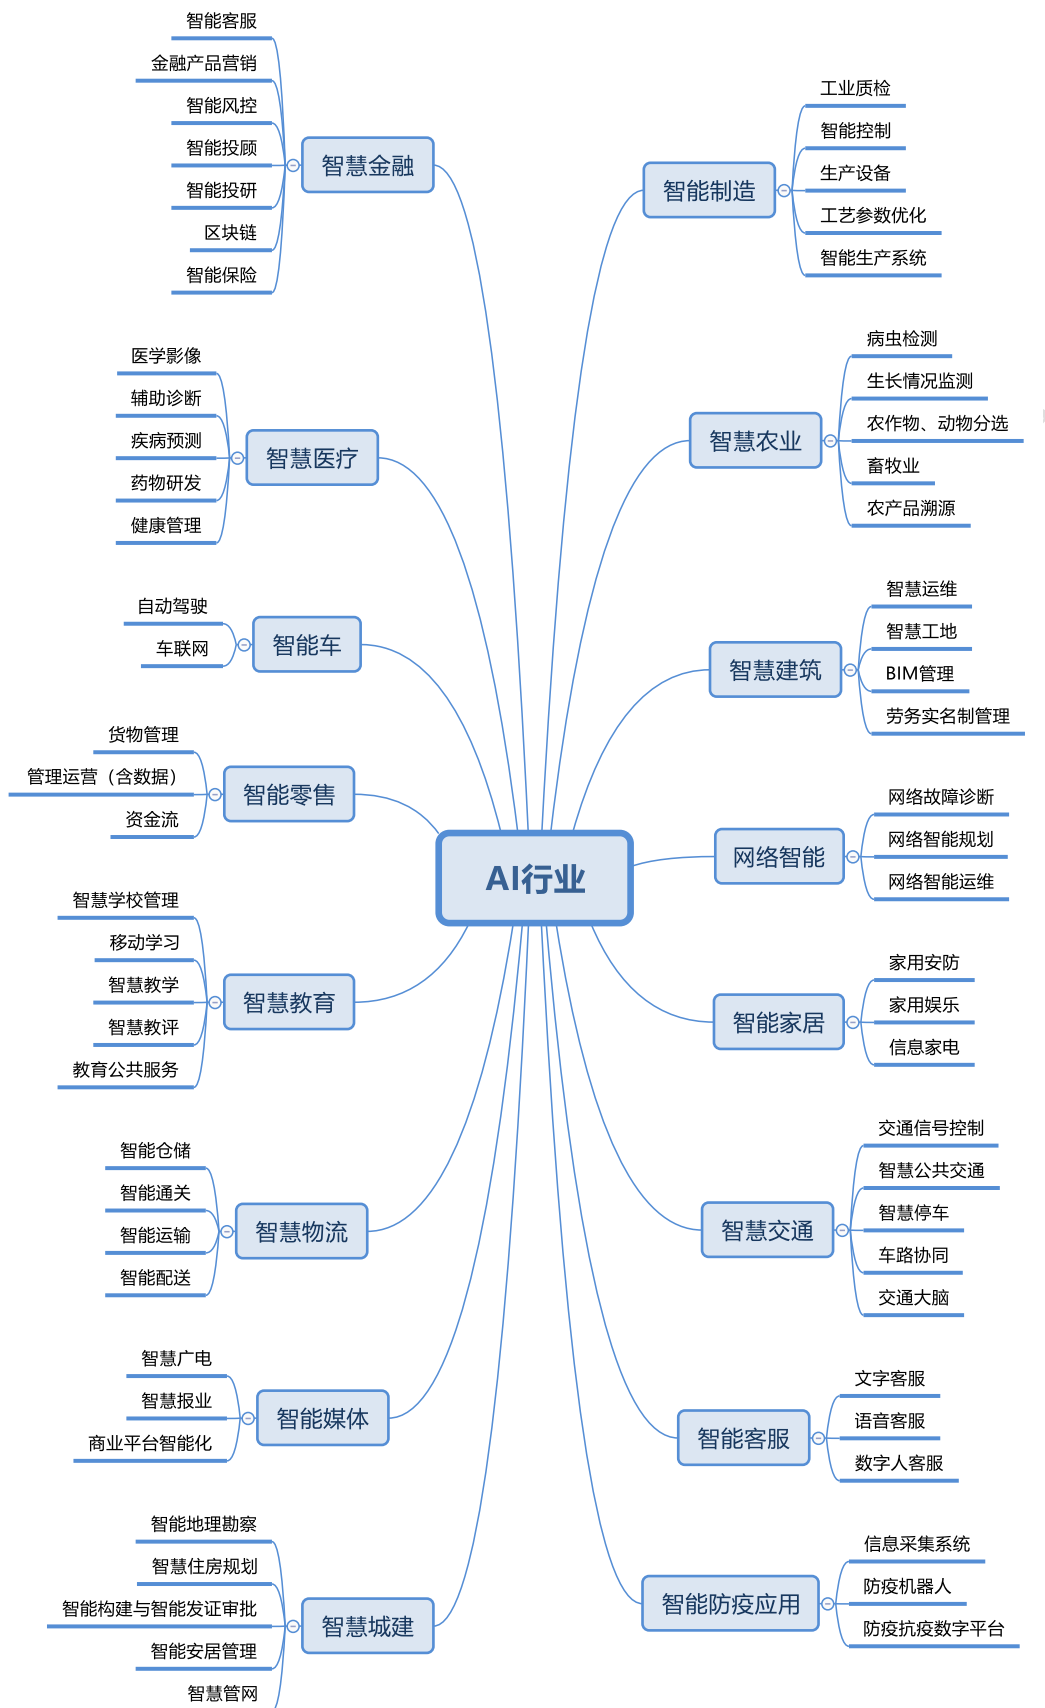 AI行业
智慧金融
智能客服
金融产品营销
智能风控
智能投顾
智能投研
区块链
智能保险
智慧医疗
医学影像
辅助诊断
疾病预测
药物研发
健康管理
智能车
自动驾驶
车联网
智能零售
货物管理
管理运营（含数据）
资金流
智慧教育
智慧学校管理
移动学习
智慧教学
智慧教评
教育公共服务
智慧物流
智能仓储
智能通关
智能运输
智能配送
智能媒体
智慧广电
智慧报业
商业平台智能化
智慧城建
智能地理勘察
智慧住房规划
智能构建与智能发证审批
智能安居管理
智慧管网
智能制造
工业质检
智能控制
生产设备
工艺参数优化
智能生产系统
智慧农业
病虫检测
生长情况监测
农作物、动物分选
畜牧业
农产品溯源
智慧建筑
智慧运维
智慧工地
BIM管理
劳务实名制管理
网络智能
网络故障诊断
网络智能规划
网络智能运维
智能家居
家用安防
家用娱乐
信息家电
智慧交通
交通信号控制
智慧公共交通
智慧停车
车路协同
交通大脑
智能客服
文字客服
语音客服
数字人客服
智能防疫应用
信息采集系统
防疫机器人
防疫抗疫数字平台